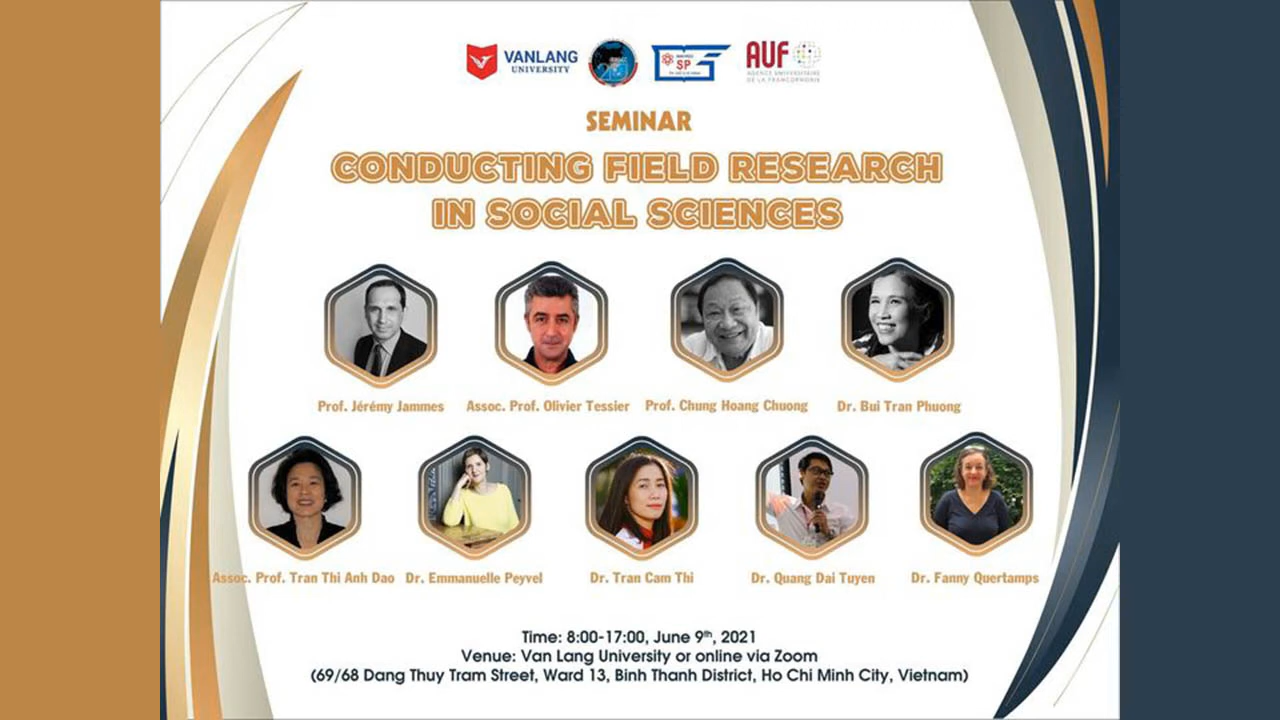 VANLANG
UNIVERSITY
SP
AUF
AGENCE UNIVERSITAIRE
DE LA FRANCOPHONIE
SEMINAR
CONDUCTING FIELD RESEARCH
IN SOCIAL SCIENCES
Prof. Jérémy Jammes
Assoc. Prof. Olivier Tessier
Prof. Chung Hoang Chuong
Dr. Bui Tran Phuong
Assoc. Prof. Tran Thi Anh Dao
Dr. Emmanuelle Peyvel
Dr. Tran Cam Thi
Dr. Quang Dai Tuyen
Dr. Fanny Quertamps
Time: 8:00-17:00, June 9th, 2021
Venue: Van Lang University or online via Zoom
(69/68 Dang Thuy Tram Street, Ward 13, Binh Thanh District, Ho Chi Minh City, Vietnam)